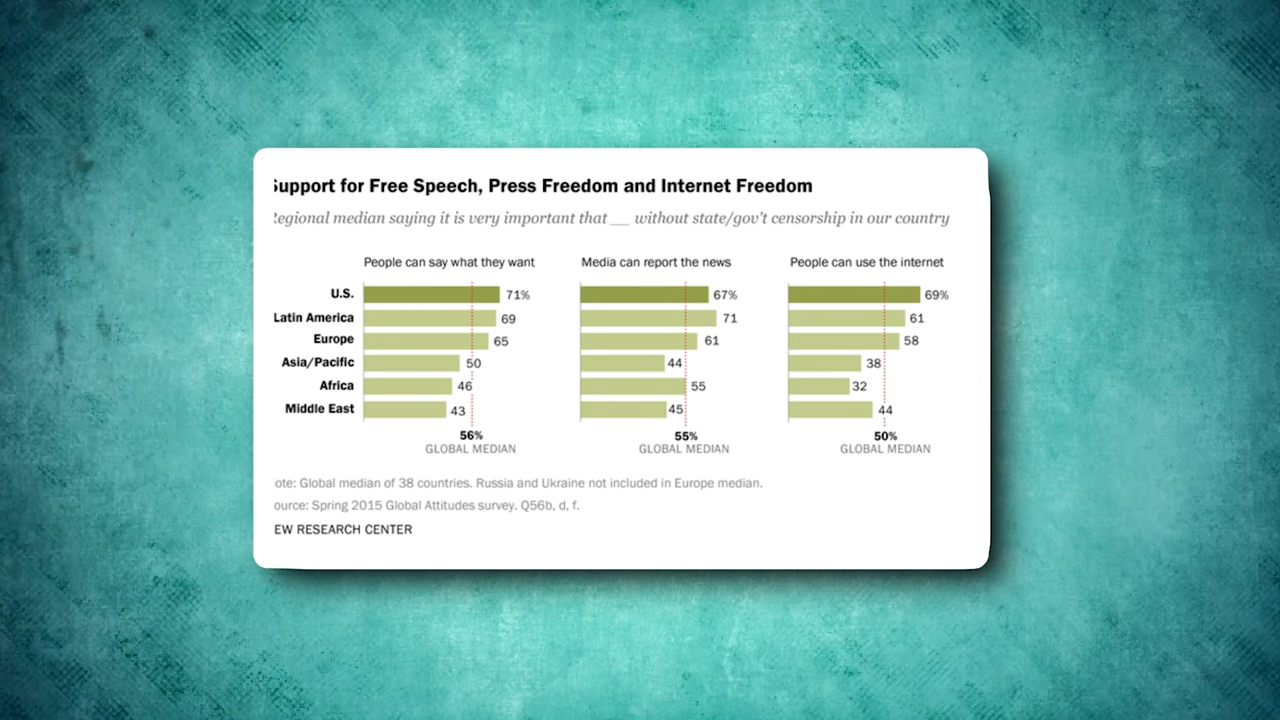 Support for Free Speech, Press Freedom and Internet Freedom
Regional median saying it is very important that __ without state/gov't censorship in our country
People can say what they want
Media can report the news
People can use the internet
U.S. 71% 67% 69%
Latin America 69 71 61
Europe 65 61 58
Asia/Pacific 50 44 38
Africa 46 55 32
Middle East 43 45 44
56% 55% 50%
GLOBAL MEDIAN GLOBAL MEDIAN GLOBAL MEDIAN
ote: Global median of 38 countries. Russia and Ukraine not included in Europe median.
ource: Spring 2015 Global Attitudes survey. Q56b, d, f.
EW RESEARCH CENTER